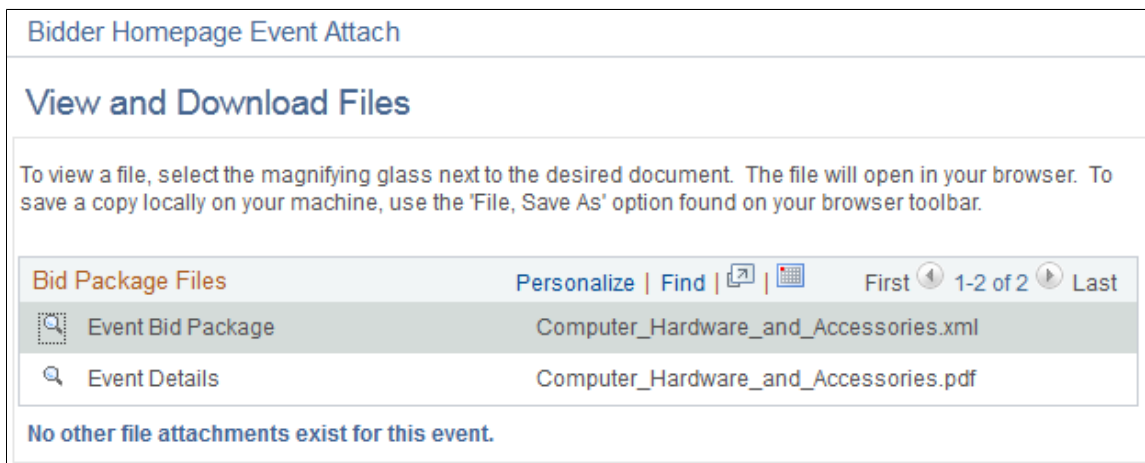 Bidder Homepage Event Attach
View and Download Files
To view a file, select the magnifying glass next to the desired document. The file will open in your browser. To
save a copy locally on your machine, use the 'File, Save As' option found on your browser toolbar.
Bid Package Files Personalize | Find | | First 1-2 of 2 Last
Event Bid Package Computer_Hardware_and_Accessories.xml
Event Details Computer_Hardware_and_Accessories.pdf
No other file attachments exist for this event.